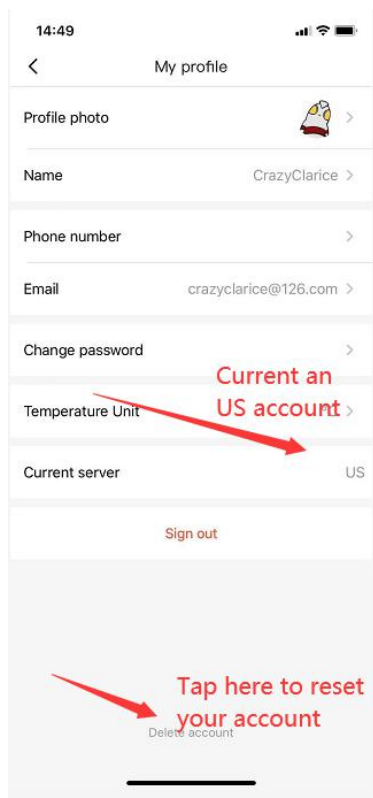 14:49
My profile
Profile photo
Name CrazyClarice
Phone number
Email crazyclarice@126.com
Change password
Current an
US account
Temperature Unit
Current server US
Sign out
Tap here to reset
your account
Delete account